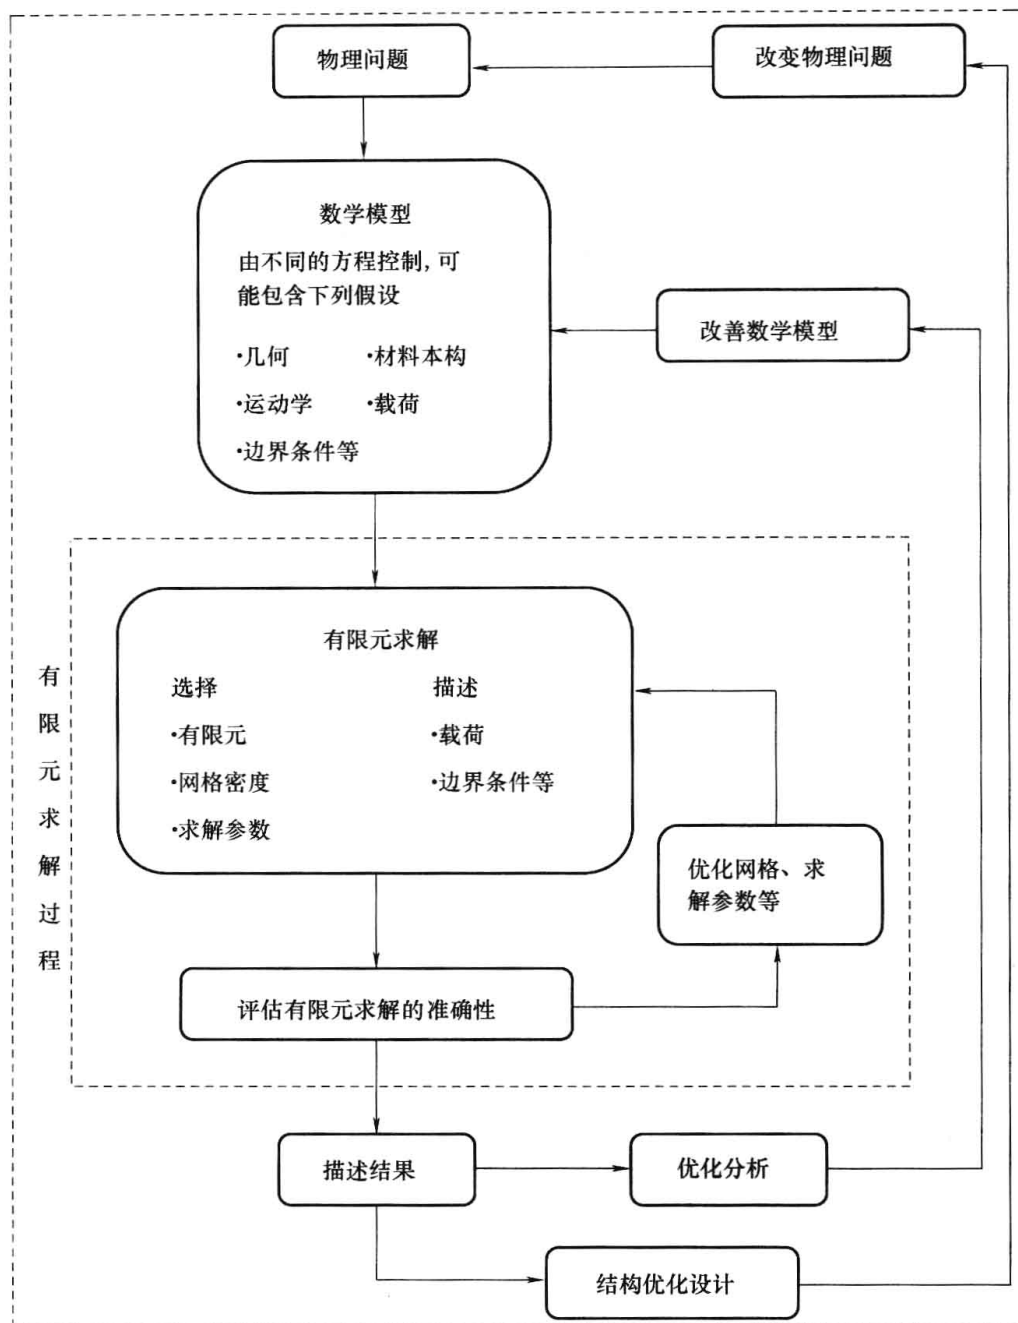 物理问题
改变物理问题
数学模型
由不同的方程控制,可
能包含下列假设
·几何 ·材料本构
·运动学 ·载荷
·边界条件等
改善数学模型
有限元求解过程
有限元求解
选择 描述
·有限元 ·载荷
·网格密度 ·边界条件等
·求解参数
优化网格、求
解参数等
评估有限元求解的准确性
描述结果
优化分析
结构优化设计